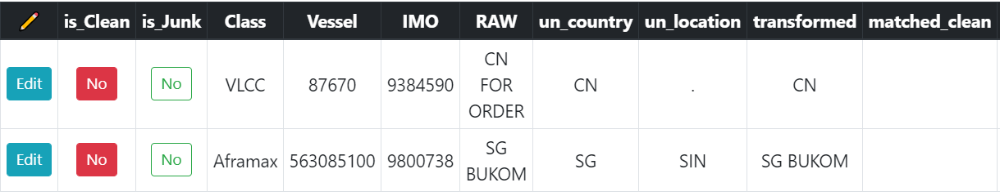 is_Clean is_Junk Class Vessel IMO RAW un_country un_location transformed matched_clean
Edit No No VLCC 87670 9384590 CN FOR ORDER CN . CN
Edit No No Aframax 563085100 9800738 SG BUKOM SG SIN SG BUKOM